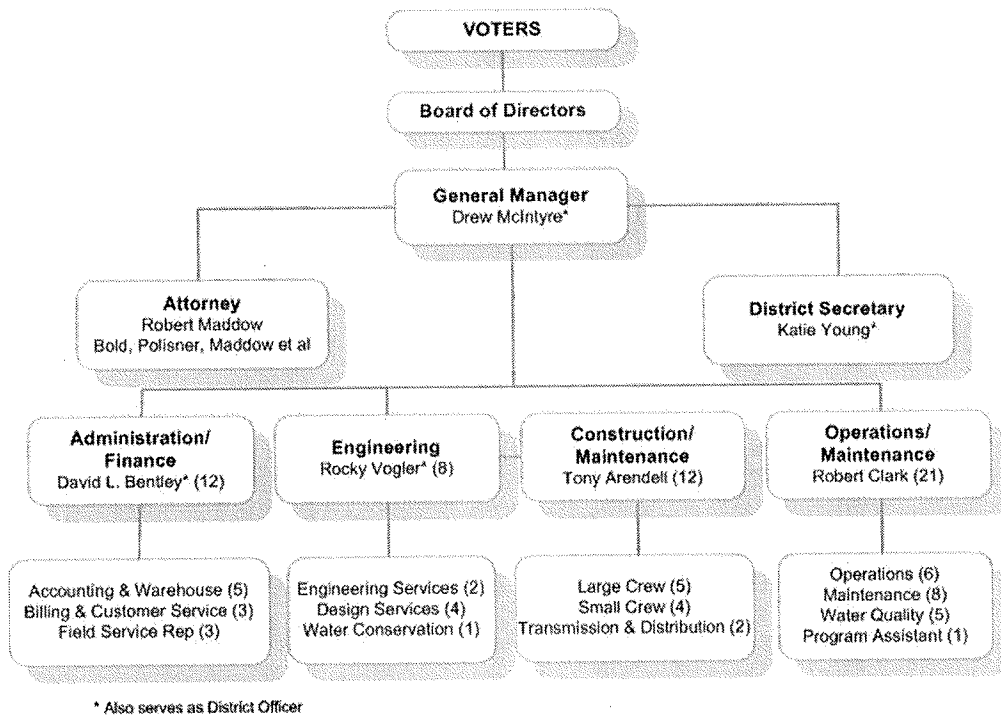 VOTERS
Board of Directors
General Manager
Drew McIntyre*
Attorney
Robert Maddow
Bold, Polisner, Maddow et al
District Secretary
Katie Young*
Administration/
Finance
David L. Bentley* (12)
Engineering
Rocky Vogler* (8)
Construction/
Maintenance
Tony Arendell (12)
Operations/
Maintenance
Robert Clark (21)
Accounting & Warehouse (5)
Billing & Customer Service (3)
Field Service Rep (3)
Engineering Services (2)
Design Services (4)
Water Conservation (1)
Large Crew (5)
Small Crew (4)
Transmission & Distribution (2)
Operations (6)
Maintenance (8)
Water Quality (5)
Program Assistant (1)
* Also serves as District Officer